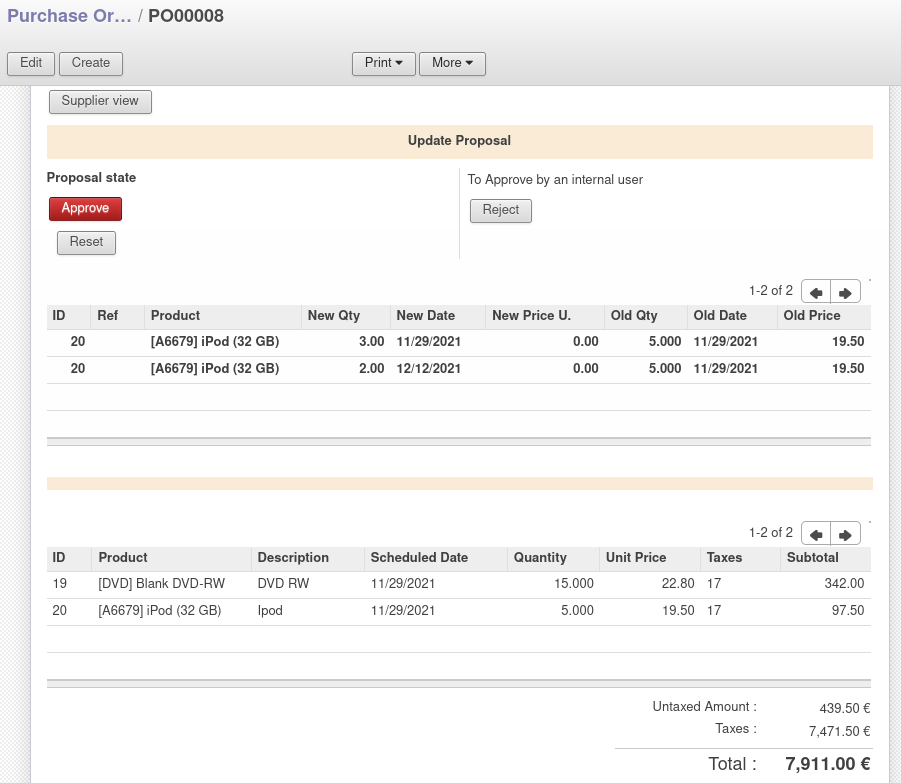 Purchase Or... / PO00008
Edit Create Print More
Supplier view
Update Proposal
Proposal state
To Approve by an internal user
Approve
Reject
Reset
1-2 of 2
ID Ref Product New Qty New Date New Price U. Old Qty Old Date Old Price
20 [A6679] iPod (32 GB) 3.00 11/29/2021 0.00 5.000 11/29/2021 19.50
20 [A6679] iPod (32 GB) 2.00 12/12/2021 0.00 5.000 11/29/2021 19.50
1-2 of 2
ID Product Description Scheduled Date Quantity Unit Price Taxes Subtotal
19 [DVD] Blank DVD-RW DVD RW 11/29/2021 15.000 22.80 17 342.00
20 [A6679] iPod (32 GB) Ipod 11/29/2021 5.000 19.50 17 97.50
Untaxed Amount : 439.50 €
Taxes : 7,471.50 €
Total : 7,911.00 €